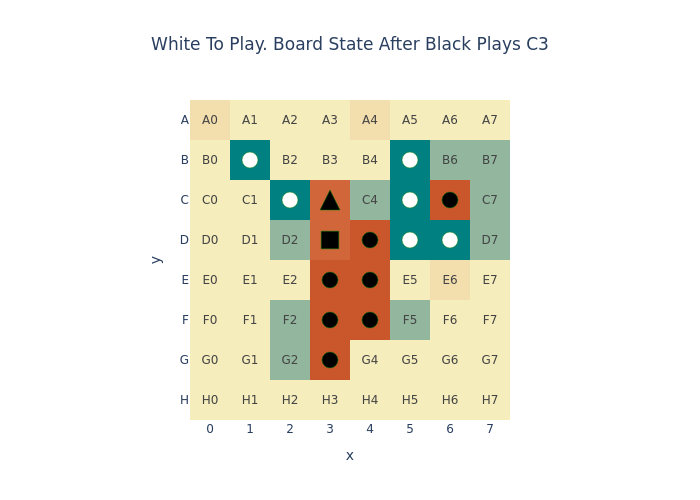 White To Play. Board State After Black Plays C3
A A0 A1 A2 A3 A4 A5 A6 A7
B B0 B2 B3 B4 B6 B7
C C0 C1 C4 C7
D D0 D1 D2 D7
E E0 E1 E2 E5 E6 E7
F F0 F1 F2 F5 F6 F7
G G0 G1 G2 G4 G5 G6 G7
H H0 H1 H2 H3 H4 H5 H6 H7
0 1 2 3 4 5 6 7
x
y